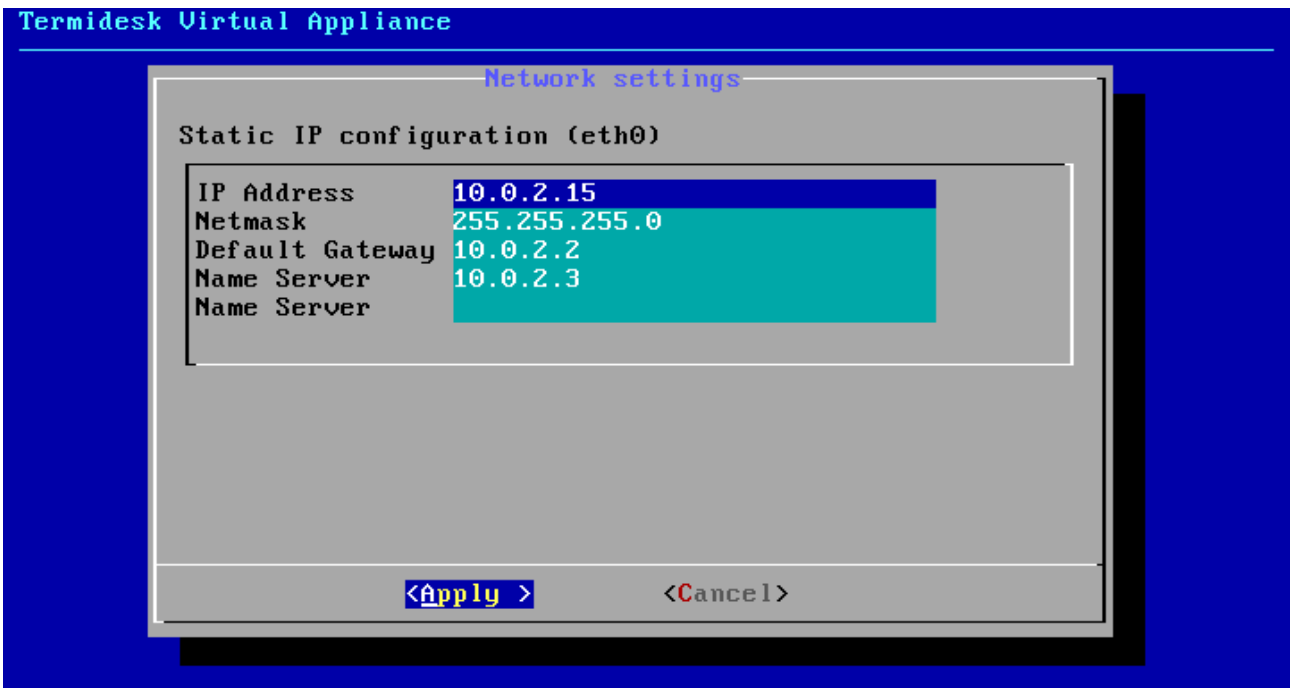 Termidesk Virtual Appliance
Network settings
Static IP configuration (eth0)
IP Address 10.0.2.15
Netmask 255.255.255.0
Default Gateway 10.0.2.2
Name Server 10.0.2.3
Name Server
<Apply > <Cancel>